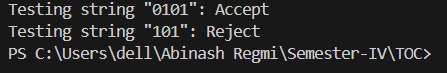 Testing string "0101": Accept
Testing string "101": Reject
PS C:\Users\dell\Abinash Regmi\Semester-IV\TOC>